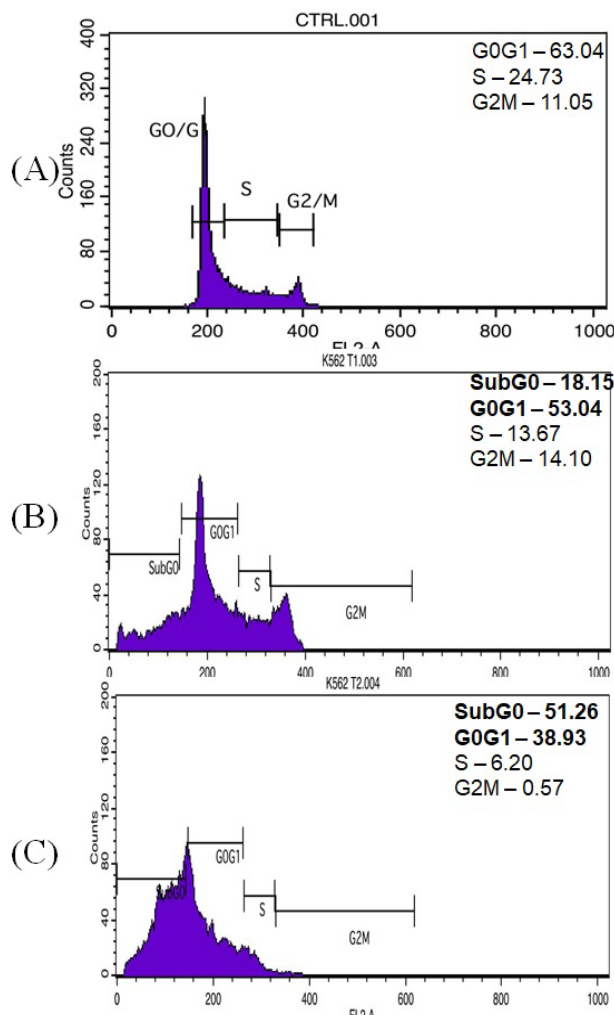 CTRL.001
(A)
Counts
400
320
240
160
80
0
GO/G
S
G2/M
G0G1 – 63.04
S – 24.73
G2M – 11.05
0 200 400 600 800 1000
K562 T1.003
(B)
Counts
200
160
120
80
40
0
SubG0
G0G1
S
G2M
SubG0 – 18.15
G0G1 – 53.04
S – 13.67
G2M – 14.10
0 200 400 600 800 1000
K562 T2.004
(C)
Counts
200
160
120
80
40
0
G0G1
S
G2M
SubG0 – 51.26
G0G1 – 38.93
S – 6.20
G2M – 0.57
0 200 400 600 800 1000